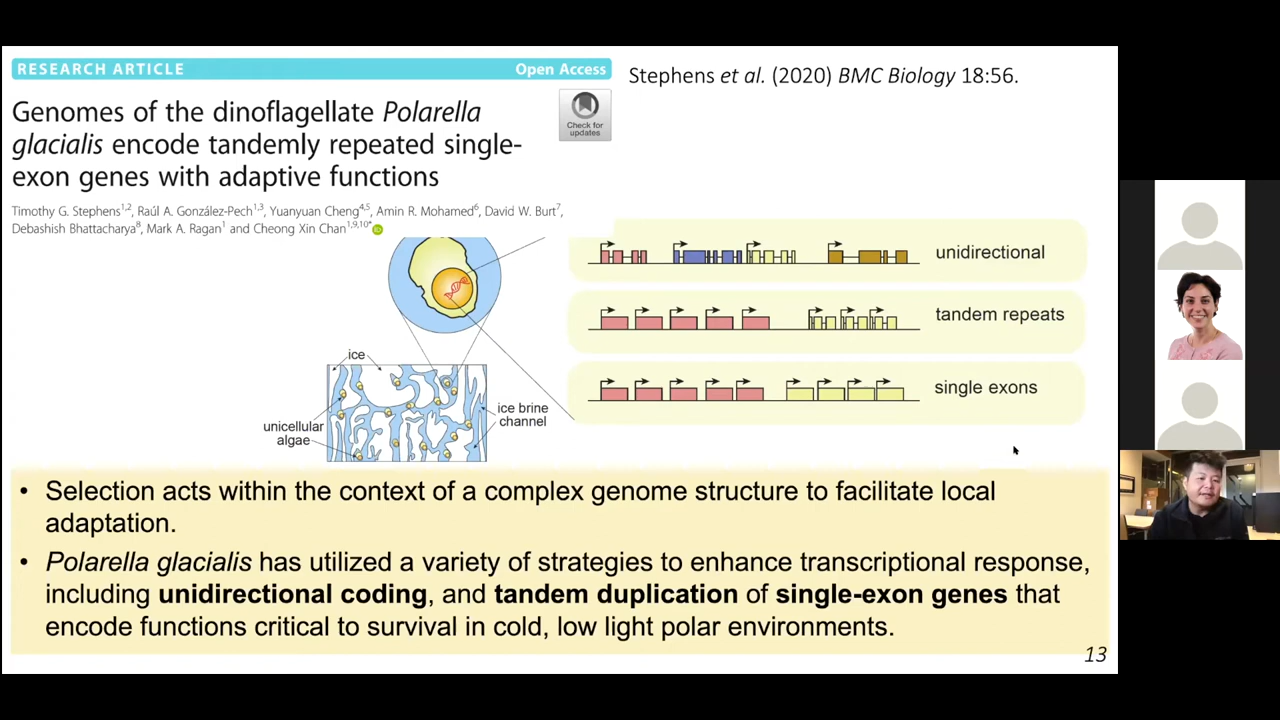 RESEARCH ARTICLE
Open Access
Stephens et al. (2020) BMC Biology 18:56.
Genomes of the dinoflagellate Polarella
glacialis encode tandemly repeated single-
exon genes with adaptive functions
Check for
updates
Timothy G. Stephens1,2, Raúl A. González-Pech1,3, Yuanyuan Cheng4,5, Amin R. Mohamed6, David W. Burt7,
Debashish Bhattacharya8, Mark A. Ragan1 and Cheong Xin Chan1,9,10*
unidirectional
tandem repeats
single exons
ice
unicellular
algae
ice brine
channel
• Selection acts within the context of a complex genome structure to facilitate local
adaptation.
• Polarella glacialis has utilized a variety of strategies to enhance transcriptional response,
including unidirectional coding, and tandem duplication of single-exon genes that
encode functions critical to survival in cold, low light polar environments.
13